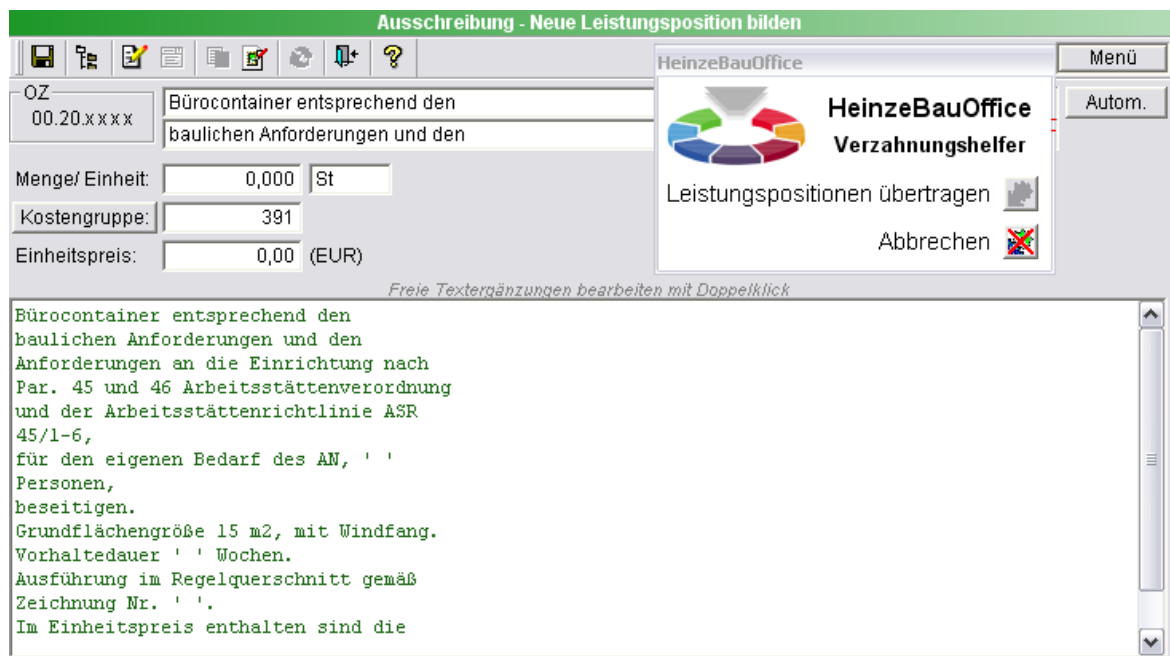 Ausschreibung - Neue Leistungsposition bilden
HeinzeBauOffice
Menü
OZ
00.20.xxxx
Bürocontainer entsprechend den
baulichen Anforderungen und den
HeinzeBauOffice
Verzahnungshelfer
Autom.
Menge/ Einheit:
0,000
St
Leistungspositionen übertragen
Kostengruppe:
391
Abbrechen
Einheitspreis:
0,00
(EUR)
Freie Textergänzungen bearbeiten mit Doppelklick
Bürocontainer entsprechend den
baulichen Anforderungen und den
Anforderungen an die Einrichtung nach
Par. 45 und 46 Arbeitsstättenverordnung
und der Arbeitsstättenrichtlinie ASR
45/1-6,
für den eigenen Bedarf des AN, ' '
Personen,
beseitigen.
Grundflächengröße 15 m2, mit Windfang.
Vorhaltedauer ' ' Wochen.
Ausführung im Regelquerschnitt gemäß
Zeichnung Nr. ' '.
Im Einheitspreis enthalten sind die